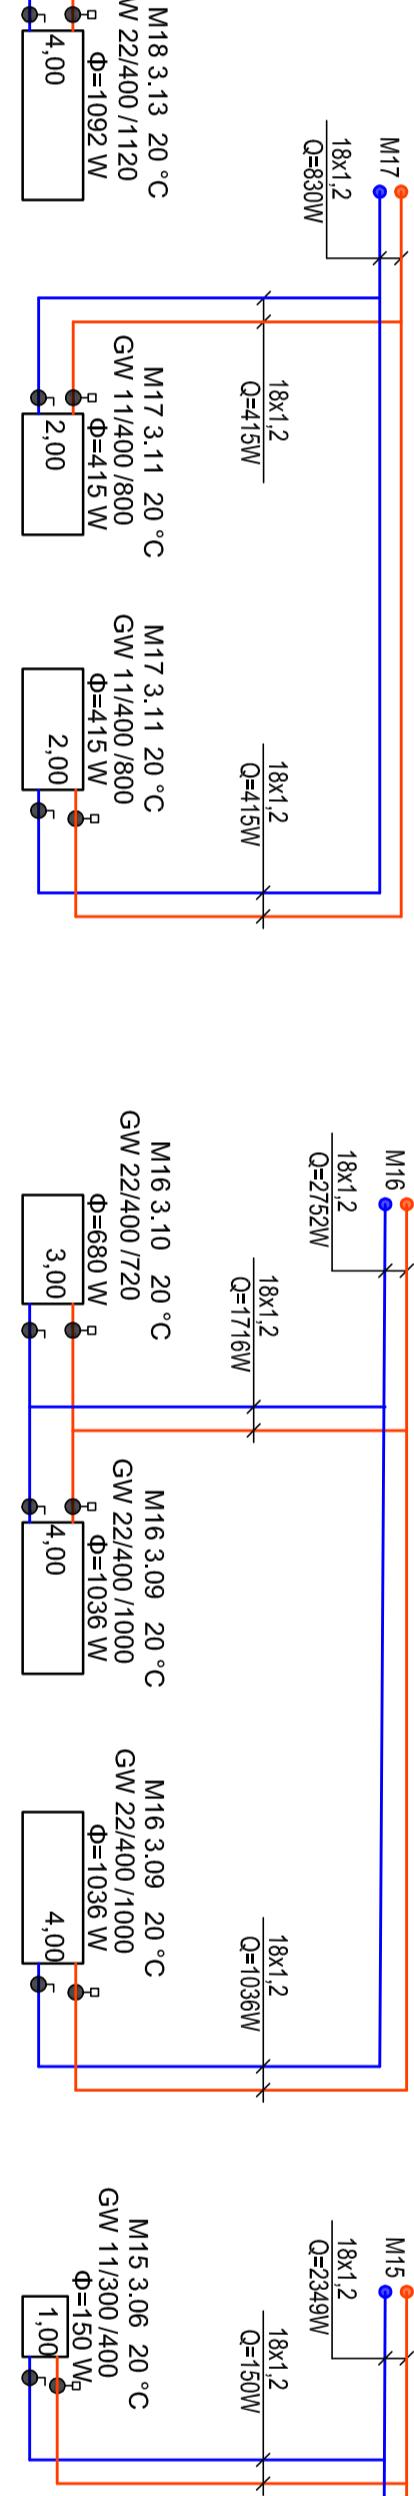 M18 3.13 20 °C
W 22/400 /1120
Φ=1092 W
4,00
M17
18x1,2
Q=830W
18x1,2
Q=415W
M17 3.11 20 °C
GW 11/400 /800
Φ=415 W
2,00
M17 3.11 20 °C
GW 11/400 /800
Φ=415 W
2,00
18x1,2
Q=415W
M16
18x1,2
Q=2752W
M16 3.10 20 °C
GW 22/400 /720
Φ=680 W
3,00
18x1,2
Q=1716W
M16 3.09 20 °C
GW 22/400 /1000
Φ=1036 W
4,00
M16 3.09 20 °C
GW 22/400 /1000
Φ=1036 W
4,00
18x1,2
Q=1036W
M15
18x1,2
Q=2349W
M15 3.06 20 °C
GW 11/300 /400
Φ=150 W
1,00
18x1,2
Q=150W